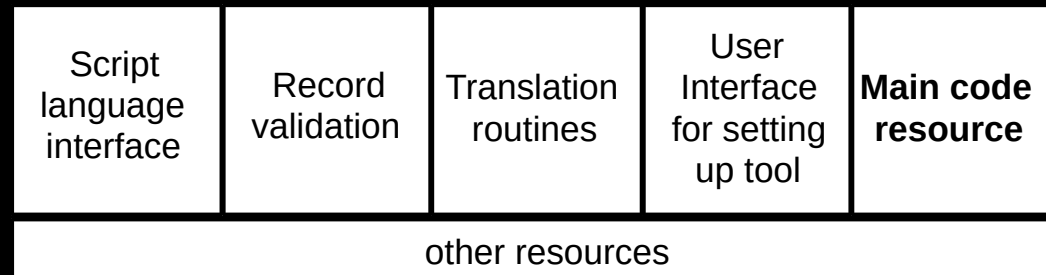 Script
language
interface
Record
validation
Translation
routines
User
Interface
for setting
up tool
Main code
resource
other resources